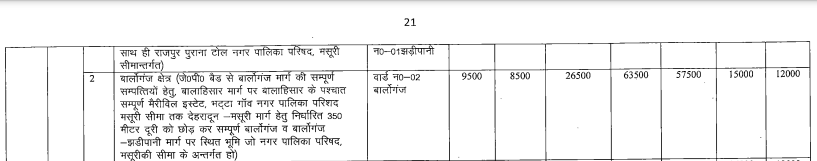 21
साथ ही राजपुर पुराना टोल नगर पालिका परिषद, मसूरी
सीमान्तर्गत)
न0-01झड़ीपानी
2
बार्लोगंज क्षेत्र (जे0पी0 बैंड से बार्लोगंज मार्ग की सम्पूर्ण
सम्पत्तियों हेतु, बालाहिसार मार्ग पर बालाहिसार के पश्चात
सम्पूर्ण मैरीविल इस्टेट, भट्टा गॉव नगर पालिका परिशद
मसूरी सीमा तक देहरादून –मसूरी मार्ग हेतु निर्धारित 350
मीटर दूरी को छोड़ कर सम्पूर्ण बार्लोगंज व बार्लोगंज
–झडीपानी मार्ग पर स्थित भूमि जो नगर पालिका परिषद,
मसूरीकी सीमा के अन्तर्गत हो)
वार्ड न0-02
बार्लोगंज
9500 8500 26500 63500 57500 15000 12000